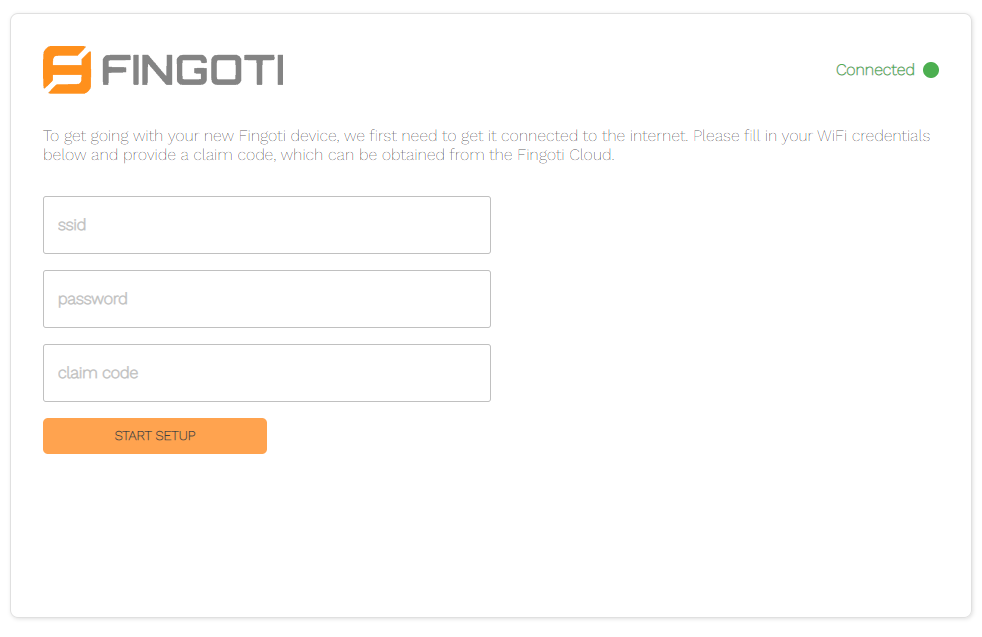 FINGOTI
Connected
To get going with your new Fingoti device, we first need to get it connected to the internet. Please fill in your WiFi credentials
below and provide a claim code, which can be obtained from the Fingoti Cloud.
ssid
password
claim code
START SETUP